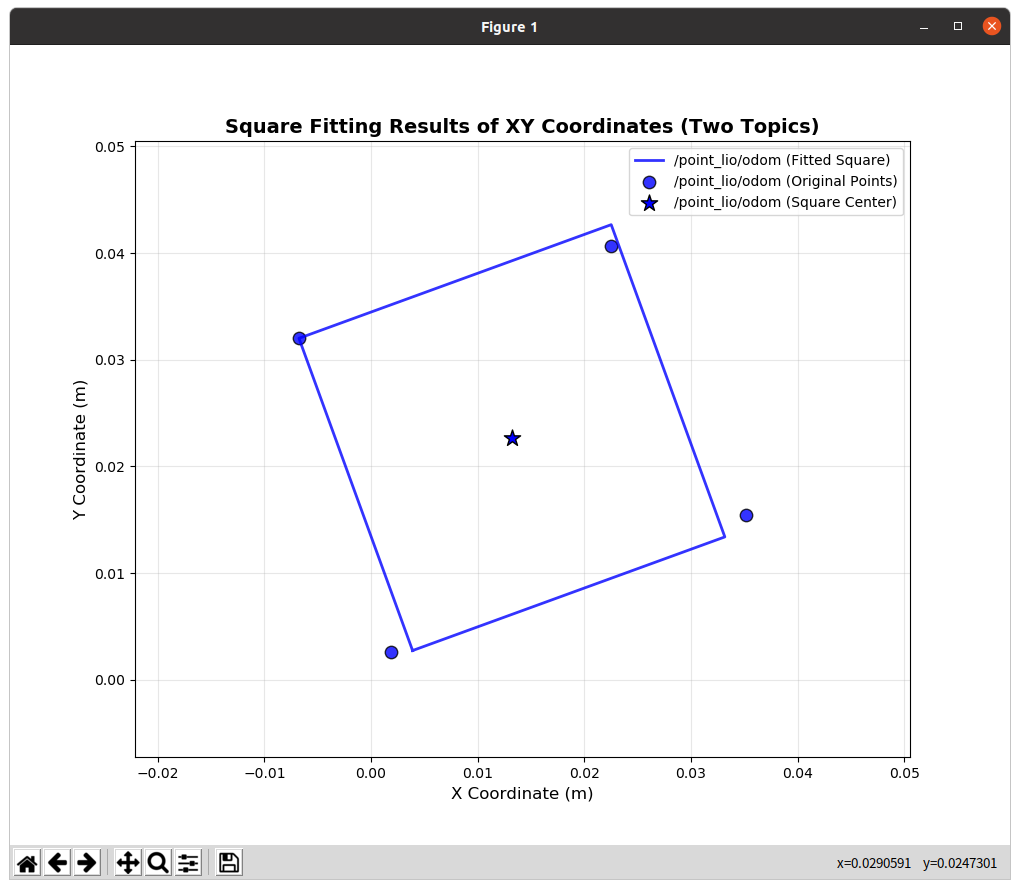 Figure 1
Square Fitting Results of XY Coordinates (Two Topics)
/point_lio/odom (Fitted Square)
/point_lio/odom (Original Points)
/point_lio/odom (Square Center)
0.05
0.04
0.03
0.02
0.01
0.00
Y Coordinate (m)
−0.02
−0.01
0.00
0.01
0.02
0.03
0.04
0.05
X Coordinate (m)
x=0.0290591 y=0.0247301